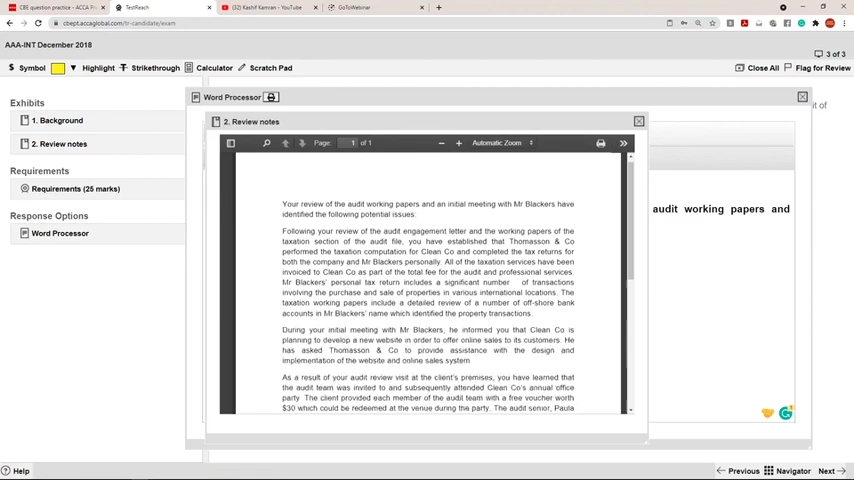 CBE question practice - ACCA P
TestReach
(32) Kashif Kamran - YouTube
GoToWebinar
cbept.accaglobal.com/tr-candidate/exam
AAA-INT December 2018
3 of 3
$ Symbol
Highlight
Strikethrough
Calculator
Scratch Pad
Close All
Flag for Review
Exhibits
1. Background
2. Review notes
Requirements
Requirements (25 marks)
Response Options
Word Processor
Word Processor
it of
audit working papers and
2. Review notes
Page: 1 of 1
Automatic Zoom
Your review of the audit working papers and an initial meeting with Mr Blackers have
identified the following potential issues:
Following your review of the audit engagement letter and the working papers of the
taxation section of the audit file, you have established that Thomasson & Co
performed the taxation computation for Clean Co and completed the tax returns for
both the company and Mr Blackers personally. All of the taxation services have been
invoiced to Clean Co as part of the total fee for the audit and professional services.
Mr Blackers' personal tax return includes a significant number of transactions
involving the purchase and sale of properties in various international locations. The
taxation working papers include a detailed review of a number of off-shore bank
accounts in Mr Blackers' name which identified the property transactions.
During your initial meeting with Mr Blackers, he informed you that Clean Co is
planning to develop a new website in order to offer online sales to its customers. He
has asked Thomasson & Co to provide assistance with the design and
implementation of the website and online sales system
As a result of your audit review visit at the client's premises, you have learned that
the audit team was invited to and subsequently attended Clean Co's annual office
party. The client provided each member of the audit team with a free voucher worth
$30 which could be redeemed at the venue during the party. The audit senior, Paula
Help
Previous
Navigator
Next